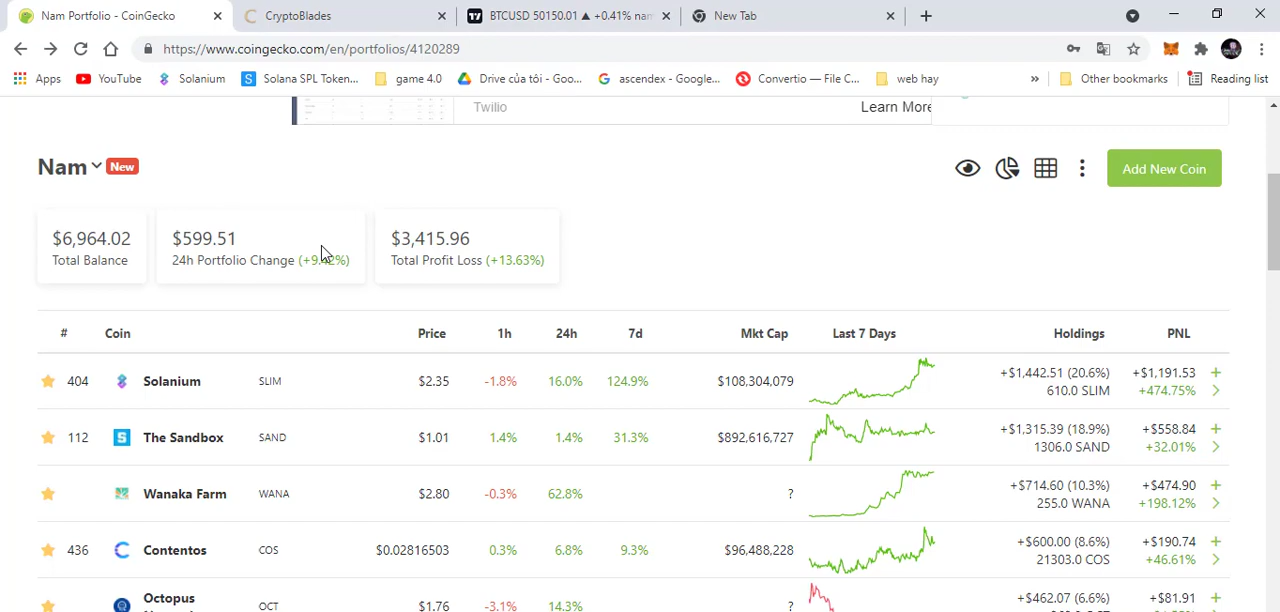 Nam Portfolio - CoinGecko
CryptoBlades
BTCUSD 50150.01 ▲ +0.41% nam
New Tab
https://www.coingecko.com/en/portfolios/4120289
Apps
YouTube
Solanium
Solana SPL Token...
game 4.0
Drive của tôi - Goo...
ascendex - Google...
Convertio — File C...
web hay
»
Other bookmarks
Reading list
Twilio
Learn More
Nam
New
Add New Coin
$6,964.02
Total Balance
$599.51
24h Portfolio Change
$3,415.96
Total Profit Loss (+13.63%)
# Coin Price 1h 24h 7d Mkt Cap Last 7 Days Holdings PNL
404 Solanium SLIM $2.35 -1.8% 16.0% 124.9% $108,304,079 +$1,442.51 (20.6%) +$1,191.53 +
610.0 SLIM +474.75%
112 The Sandbox SAND $1.01 1.4% 1.4% 31.3% $892,616,727 +$1,315.39 (18.9%) +$558.84 +
1306.0 SAND +32.01%
Wanaka Farm WANA $2.80 -0.3% 62.8% ? +$714.60 (10.3%) +$474.90 +
255.0 WANA +198.12%
436 Contentos COS $0.02816503 0.3% 6.8% 9.3% $96,488,228 +$600.00 (8.6%) +$190.74 +
21303.0 COS +46.61%
Octopus OCT $1.76 -3.1% 14.3% ? +$462.07 (6.6%) +$81.91 +